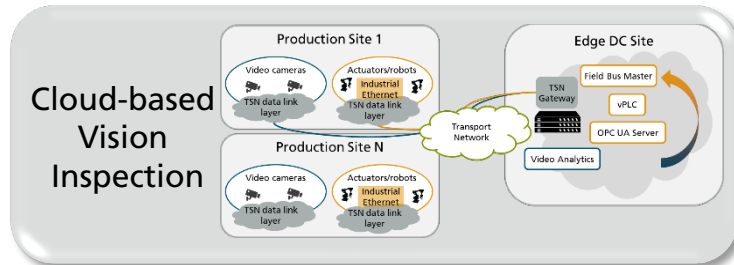 Cloud-based
Vision
Inspection
Production Site 1
Video cameras
TSN data link
layer
Actuators/robots
Industrial
Ethernet
TSN data link
layer
Production Site N
Video cameras
TSN data link
layer
Actuators/robots
Industrial
Ethernet
TSN data link
layer
Transport
Network
Edge DC Site
TSN
Gateway
Field Bus Master
vPLC
OPC UA Server
Video Analytics